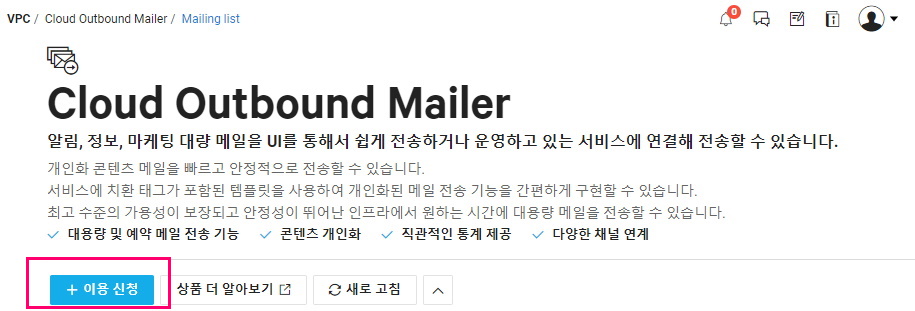 VPC / Cloud Outbound Mailer / Mailing list
0
Cloud Outbound Mailer
알림, 정보, 마케팅 대량 메일을 UI를 통해서 쉽게 전송하거나 운영하고 있는 서비스에 연결해 전송할 수 있습니다.
개인화 콘텐츠 메일을 빠르고 안정적으로 전송할 수 있습니다.
서비스에 치환 태그가 포함된 템플릿을 사용하여 개인화된 메일 전송 기능을 간편하게 구현할 수 있습니다.
최고 수준의 가용성이 보장되고 안정성이 뛰어난 인프라에서 원하는 시간에 대용량 메일을 전송할 수 있습니다.
대용량 및 예약 메일 전송 기능 콘텐츠 개인화 직관적인 통계 제공 다양한 채널 연계
+ 이용 신청 상품 더 알아보기 새로 고침